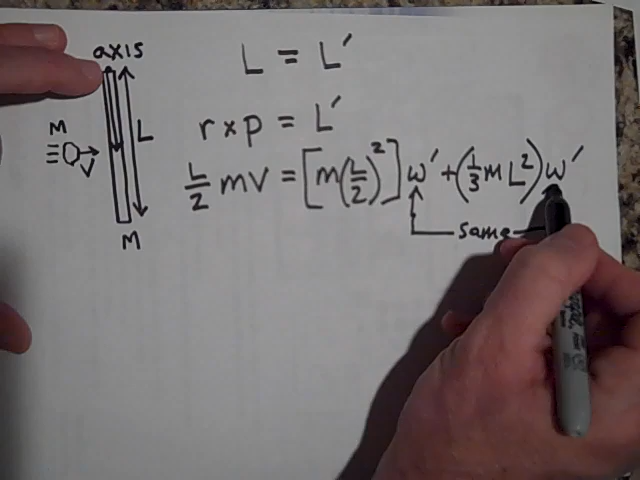 axis
L = L′
M
V
L
M
r × p = L′
L/2 mV = [m(L/2)²] ω′ + (1/3 m L²) ω′
same